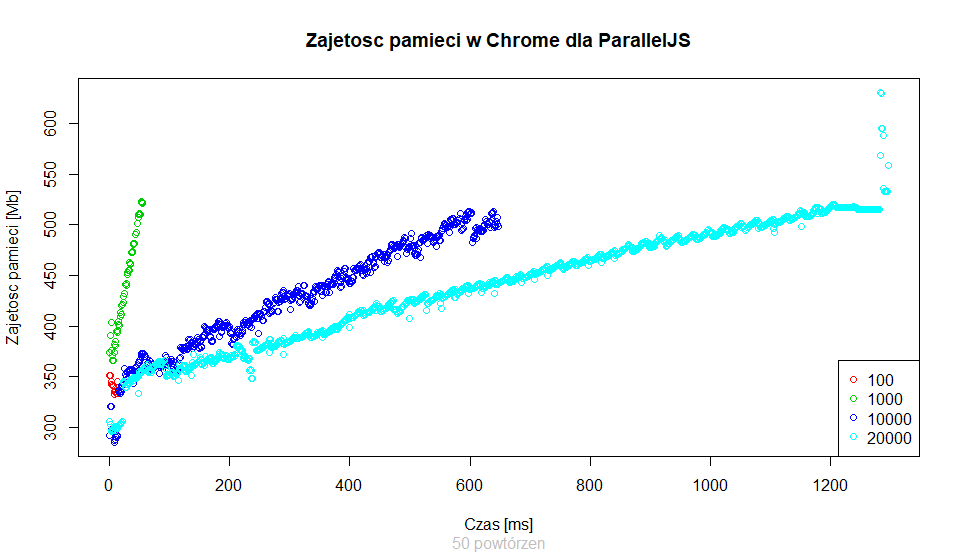 Zajetosc pamieci w Chrome dla ParallelJS
Zajetosc pamieci [Mb]
600
550
500
450
400
350
300
0 200 400 600 800 1000 1200
100
1000
10000
20000
Czas [ms]
50 powtórzen